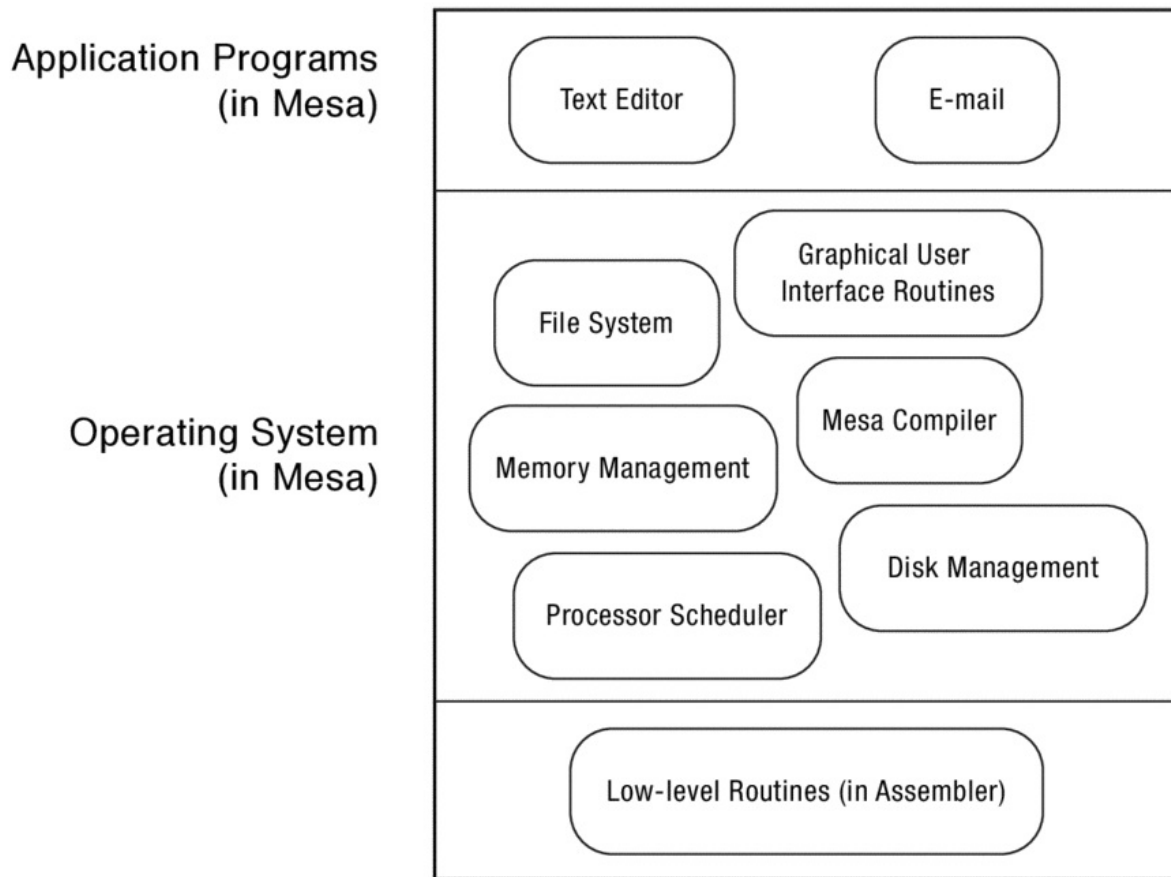 Application Programs
(in Mesa)
Text Editor
E-mail
Operating System
(in Mesa)
Graphical User
Interface Routines
File System
Mesa Compiler
Memory Management
Disk Management
Processor Scheduler
Low-level Routines (in Assembler)